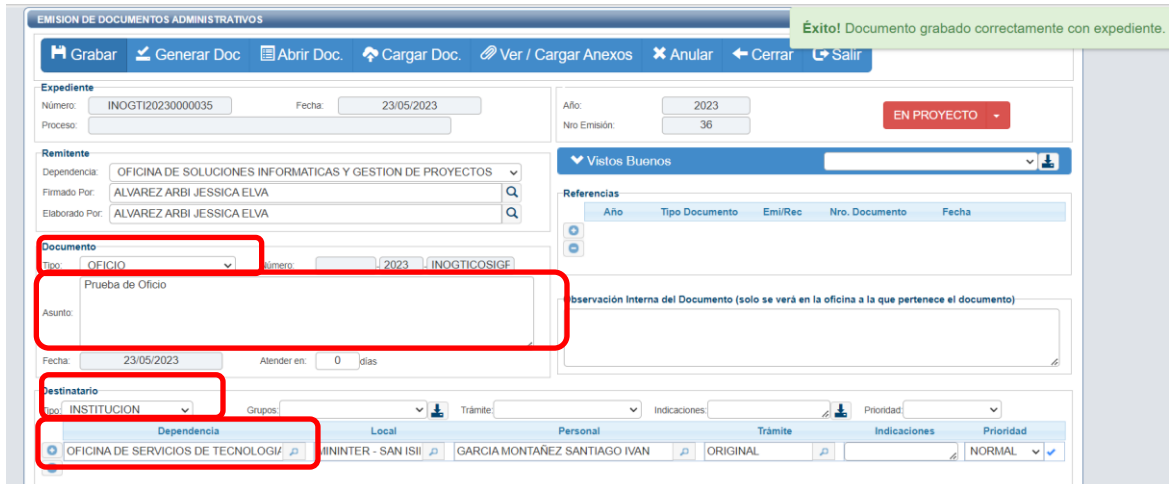 EMISION DE DOCUMENTOS ADMINISTRATIVOS
Éxito! Documento grabado correctamente con expediente.
Grabar Generar Doc Abrir Doc. Cargar Doc. Ver / Cargar Anexos Anular Cerrar Salir
Expediente
Número: INOGTI20230000035 Fecha: 23/05/2023
Proceso:
Año: 2023
Nro Emisión: 36
EN PROYECTO
Remitente
Dependencia: OFICINA DE SOLUCIONES INFORMATICAS Y GESTION DE PROYECTOS
Firmado Por: ALVAREZ ARBI JESSICA ELVA
Elaborado Por: ALVAREZ ARBI JESSICA ELVA
Vistos Buenos
Referencias
Año Tipo Documento Emi/Rec Nro. Documento Fecha
Documento
Tipo: OFICIO Número: - 2023 - INOGTICOSIGF
Asunto: Prueba de Oficio
Fecha: 23/05/2023 Atender en: 0 días
Observación Interna del Documento (solo se verá en la oficina a la que pertenece el documento)
Destinatario
Tipo: INSTITUCION Grupos: Trámite: Indicaciones: Prioridad:
Dependencia Local Personal Trámite Indicaciones Prioridad
OFICINA DE SERVICIOS DE TECNOLOGIA MININTER - SAN ISII GARCIA MONTAÑEZ SANTIAGO IVAN ORIGINAL NORMAL